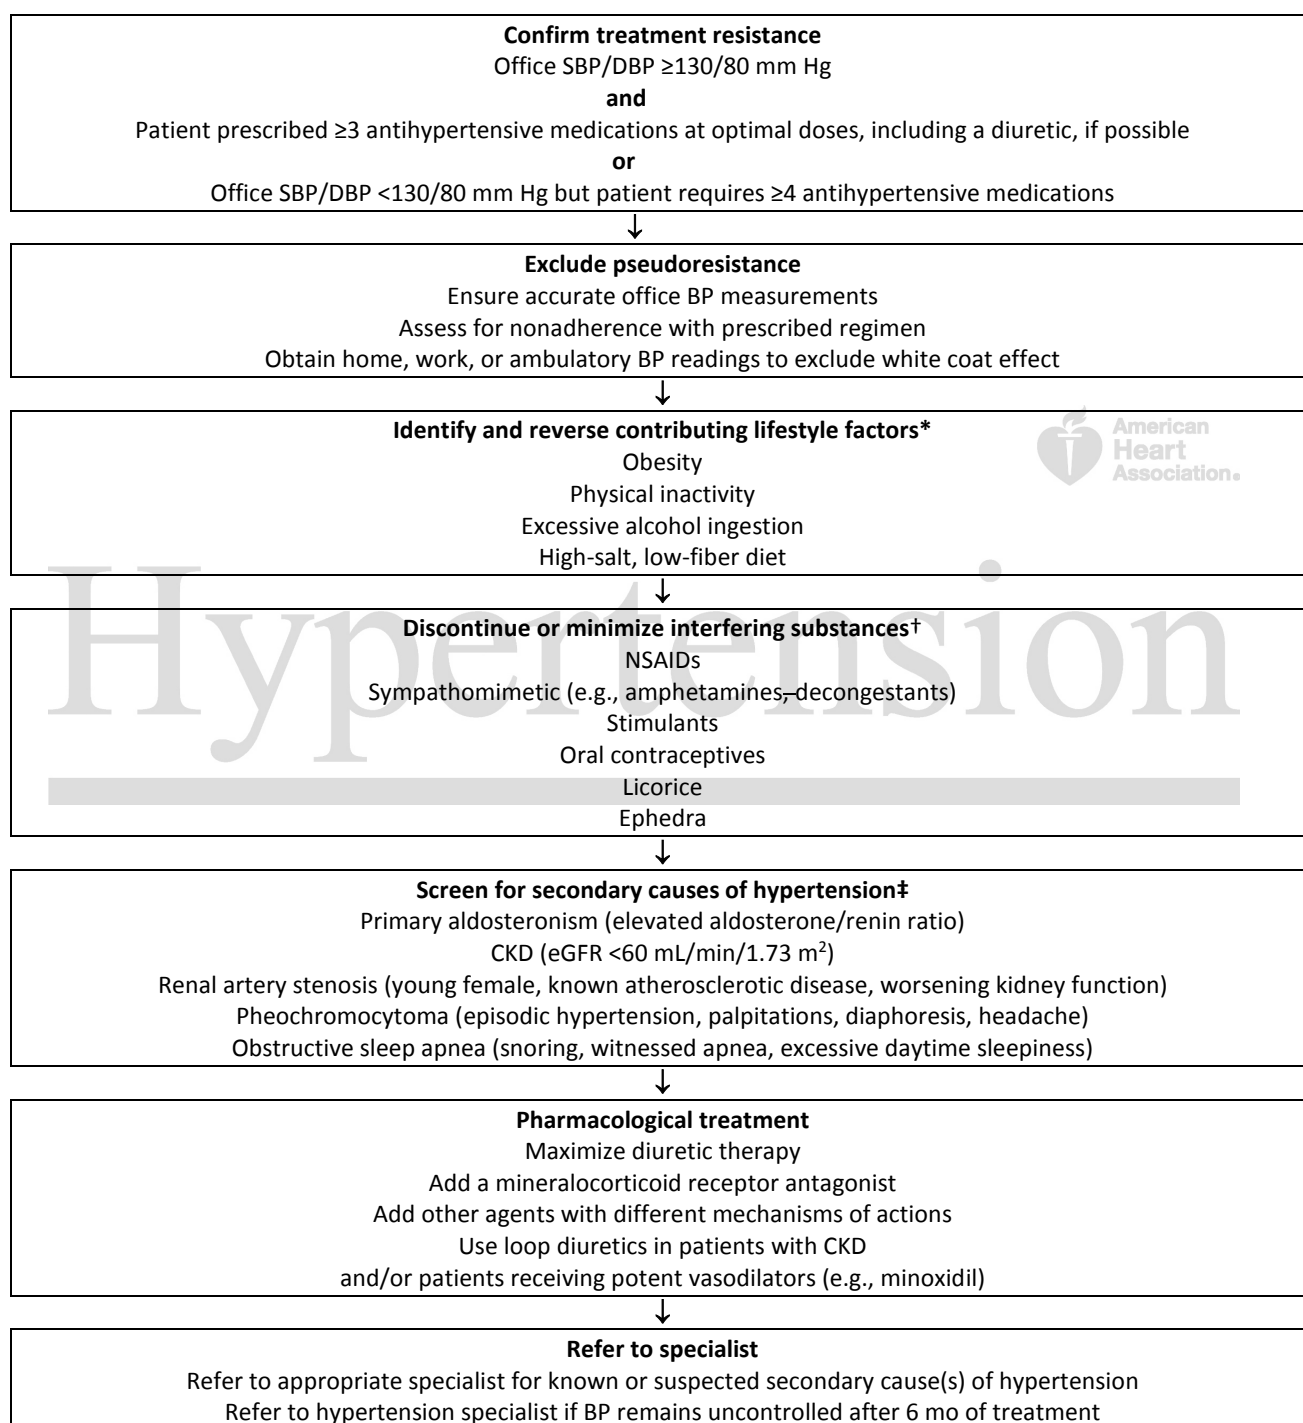 Confirm treatment resistance
Office SBP/DBP ≥130/80 mm Hg
and
Patient prescribed ≥3 antihypertensive medications at optimal doses, including a diuretic, if possible
or
Office SBP/DBP <130/80 mm Hg but patient requires ≥4 antihypertensive medications
↓
Exclude pseudoresistance
Ensure accurate office BP measurements
Assess for nonadherence with prescribed regimen
Obtain home, work, or ambulatory BP readings to exclude white coat effect
↓
Identify and reverse contributing lifestyle factors*
Obesity
Physical inactivity
Excessive alcohol ingestion
High-salt, low-fiber diet
American
Heart
Association®
↓
Hypertension
Discontinue or minimize interfering substances†
NSAIDs
Sympathomimetic (e.g., amphetamines, decongestants)
Stimulants
Oral contraceptives
Licorice
Ephedra
↓
Screen for secondary causes of hypertension‡
Primary aldosteronism (elevated aldosterone/renin ratio)
CKD (eGFR <60 mL/min/1.73 m²)
Renal artery stenosis (young female, known atherosclerotic disease, worsening kidney function)
Pheochromocytoma (episodic hypertension, palpitations, diaphoresis, headache)
Obstructive sleep apnea (snoring, witnessed apnea, excessive daytime sleepiness)
↓
Pharmacological treatment
Maximize diuretic therapy
Add a mineralocorticoid receptor antagonist
Add other agents with different mechanisms of actions
Use loop diuretics in patients with CKD
and/or patients receiving potent vasodilators (e.g., minoxidil)
↓
Refer to specialist
Refer to appropriate specialist for known or suspected secondary cause(s) of hypertension
Refer to hypertension specialist if BP remains uncontrolled after 6 mo of treatment